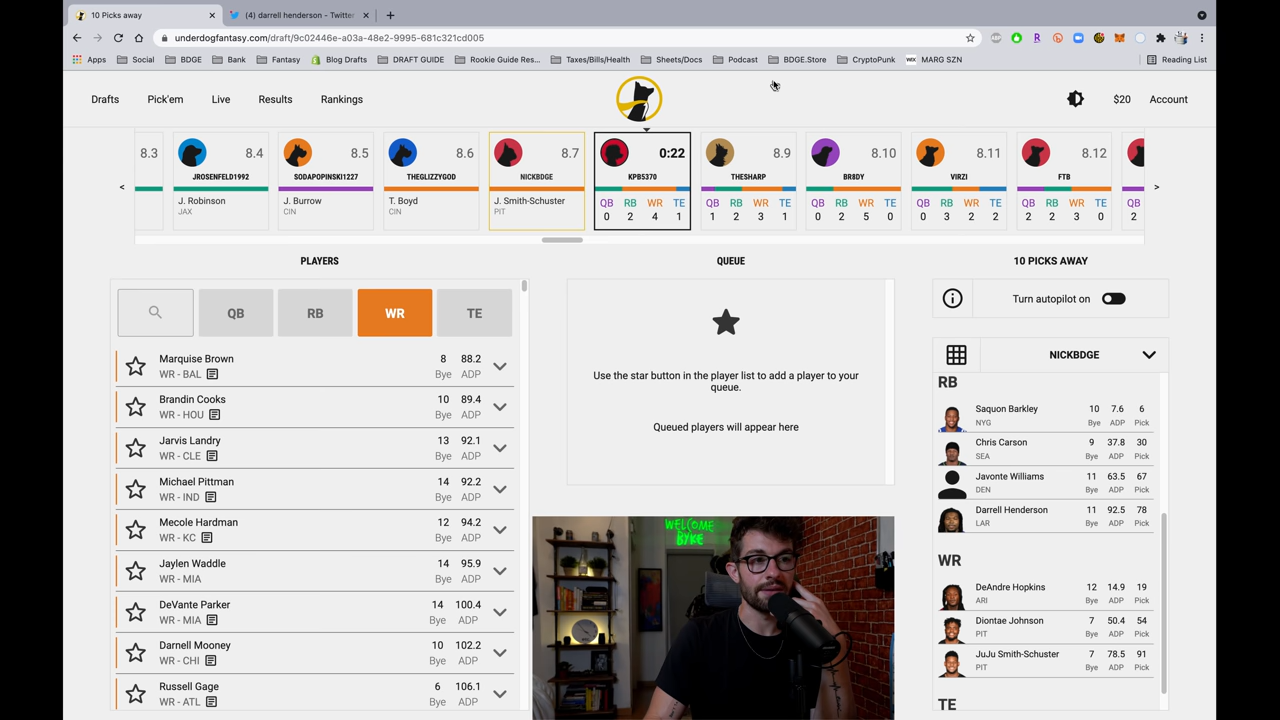 10 Picks away
(4) darrell henderson - Twitter
underdogfantasy.com/draft/9c02446e-a03a-48e2-9995-681c321cd005
Apps Social BDGE Bank Fantasy Blog Drafts DRAFT GUIDE Rookie Guide Res... Taxes/Bills/Health Sheets/Docs Podcast BDGE.Store CryptoPunk MARG SZN Reading List
Drafts Pick'em Live Results Rankings $20 Account
8.3 8.4 8.5 8.6 8.7 0:22 8.9 8.10 8.11 8.12
JROSENFELD1992 SODAPOPINSKI1227 THEGLIZZYGOD NICKBDGE KPB5370 THESHARP BR8DY VIRZI FTB
J. Robinson J. Burrow T. Boyd J. Smith-Schuster QB RB WR TE QB RB WR TE QB RB WR TE QB RB WR TE QB RB WR TE QB
JAX CIN CIN PIT 0 2 4 1 1 2 3 1 0 2 5 0 0 3 2 2 2 2 3 0 2
< >
PLAYERS QUEUE 10 PICKS AWAY
QB RB WR TE
Turn autopilot on
NICKBDGE
Use the star button in the player list to add a player to your
queue.
Queued players will appear here
Marquise Brown 8 88.2
WR - BAL Bye ADP
Brandin Cooks 10 89.4
WR - HOU Bye ADP
Jarvis Landry 13 92.1
WR - CLE Bye ADP
Michael Pittman 14 92.2
WR - IND Bye ADP
Mecole Hardman 12 94.2
WR - KC Bye ADP
Jaylen Waddle 14 95.9
WR - MIA Bye ADP
DeVante Parker 14 100.4
WR - MIA Bye ADP
Darnell Mooney 10 102.2
WR - CHI Bye ADP
Russell Gage 6 106.1
WR - ATL Bye ADP
WELCOME
BYKE
RB
Saquon Barkley 10 7.6 6
NYG Bye ADP Pick
Chris Carson 9 37.8 30
SEA Bye ADP Pick
Javonte Williams 11 63.5 67
DEN Bye ADP Pick
Darrell Henderson 11 92.5 78
LAR Bye ADP Pick
WR
DeAndre Hopkins 12 14.9 19
ARI Bye ADP Pick
Diontae Johnson 7 50.4 54
PIT Bye ADP Pick
JuJu Smith-Schuster 7 78.5 91
PIT Bye ADP Pick
TE